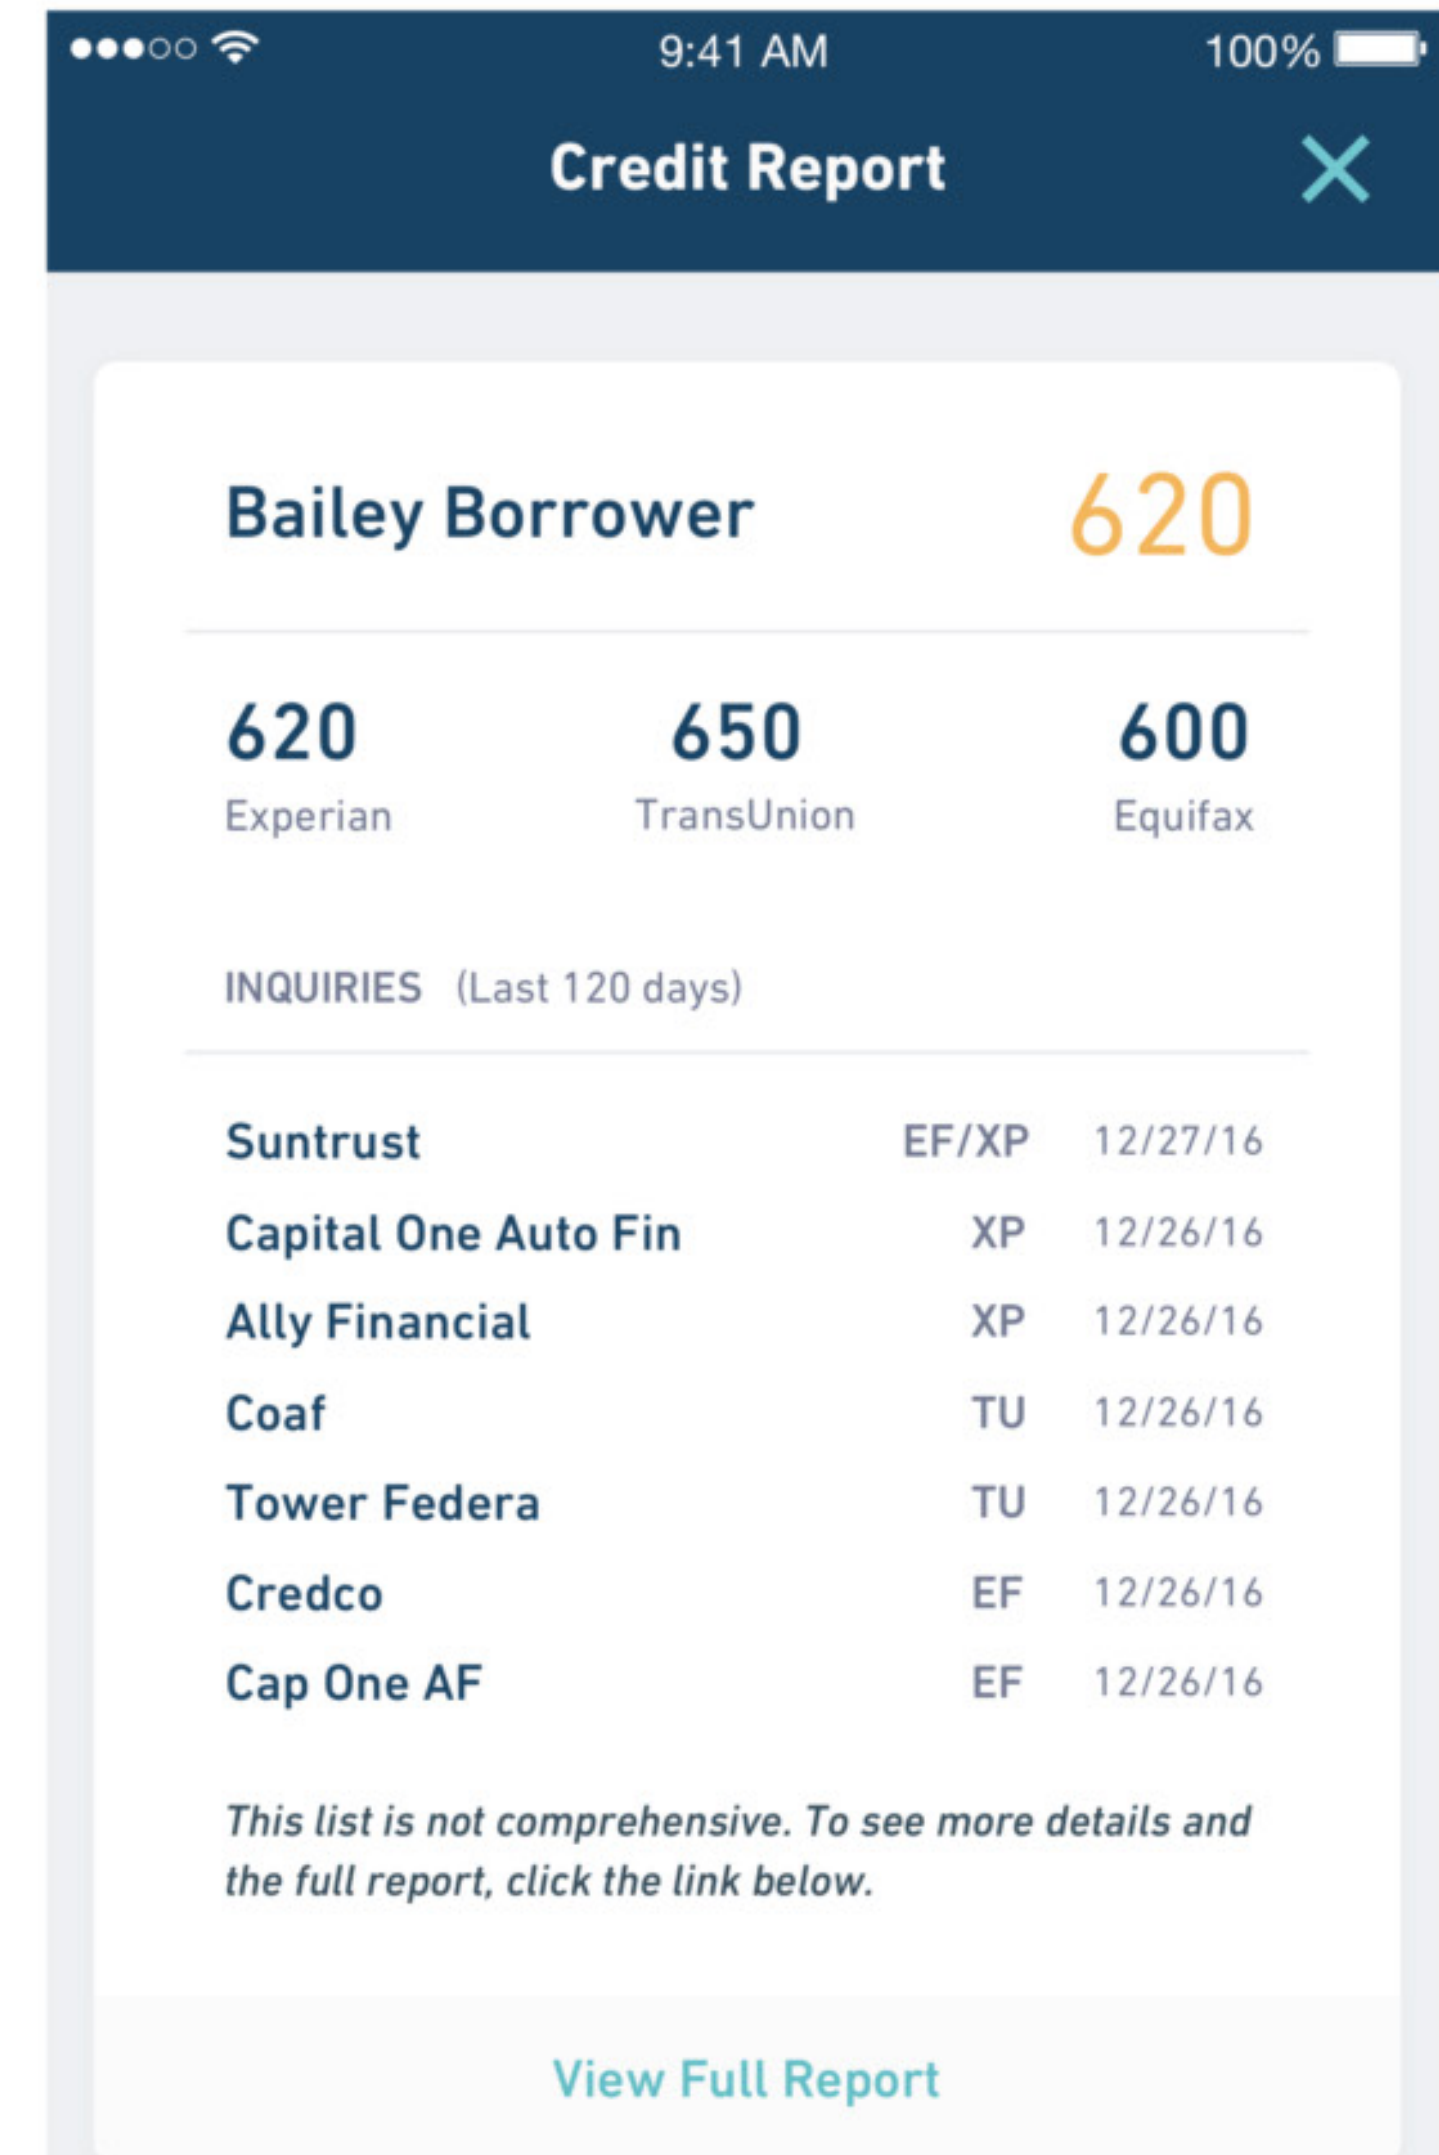 9:41 AM 100%
Credit Report
Bailey Borrower 620
620 650 600
Experian TransUnion Equifax
INQUIRIES (Last 120 days)
Suntrust EF/XP 12/27/16
Capital One Auto Fin XP 12/26/16
Ally Financial XP 12/26/16
Coaf TU 12/26/16
Tower Federa TU 12/26/16
Credco EF 12/26/16
Cap One AF EF 12/26/16
This list is not comprehensive. To see more details and
the full report, click the link below.
View Full Report